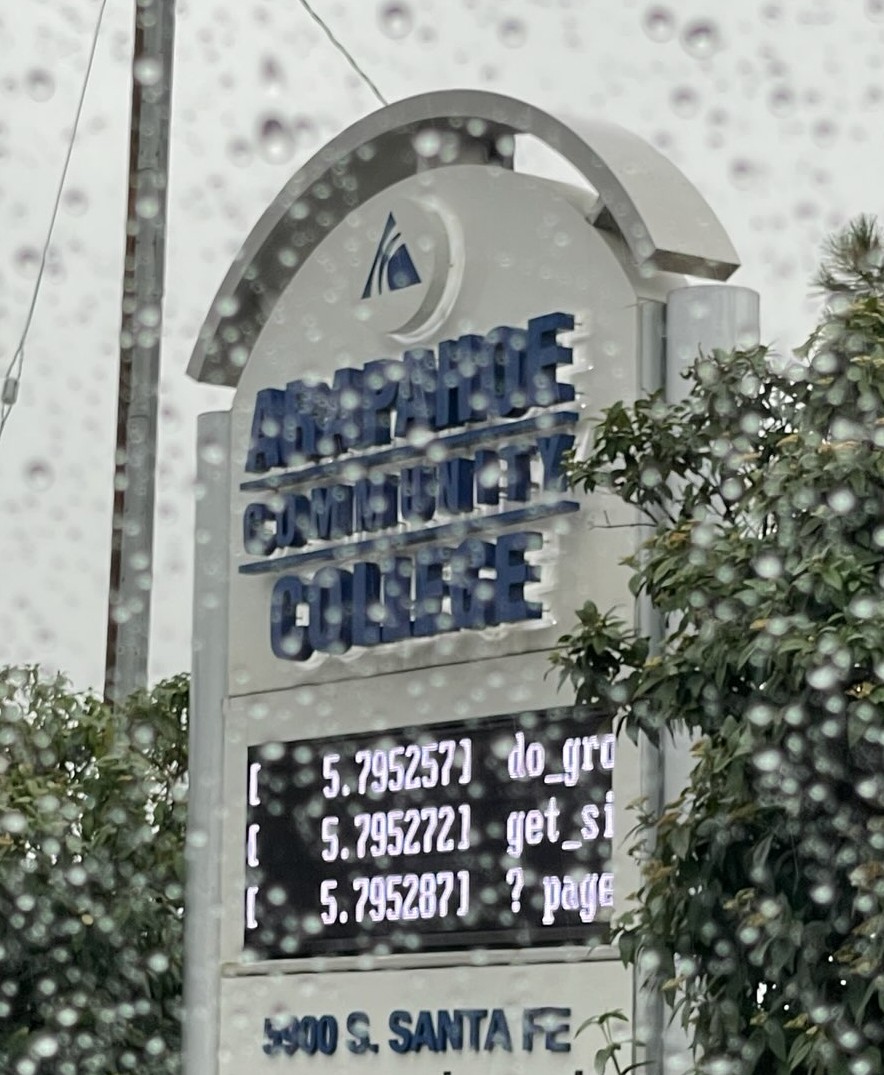 ARAPAHOE
COMMUNITY
COLLEGE
[    5.795257]  do_gro
[    5.795272]  get_si
[    5.795287]  ? page
5900 S. SANTA FE